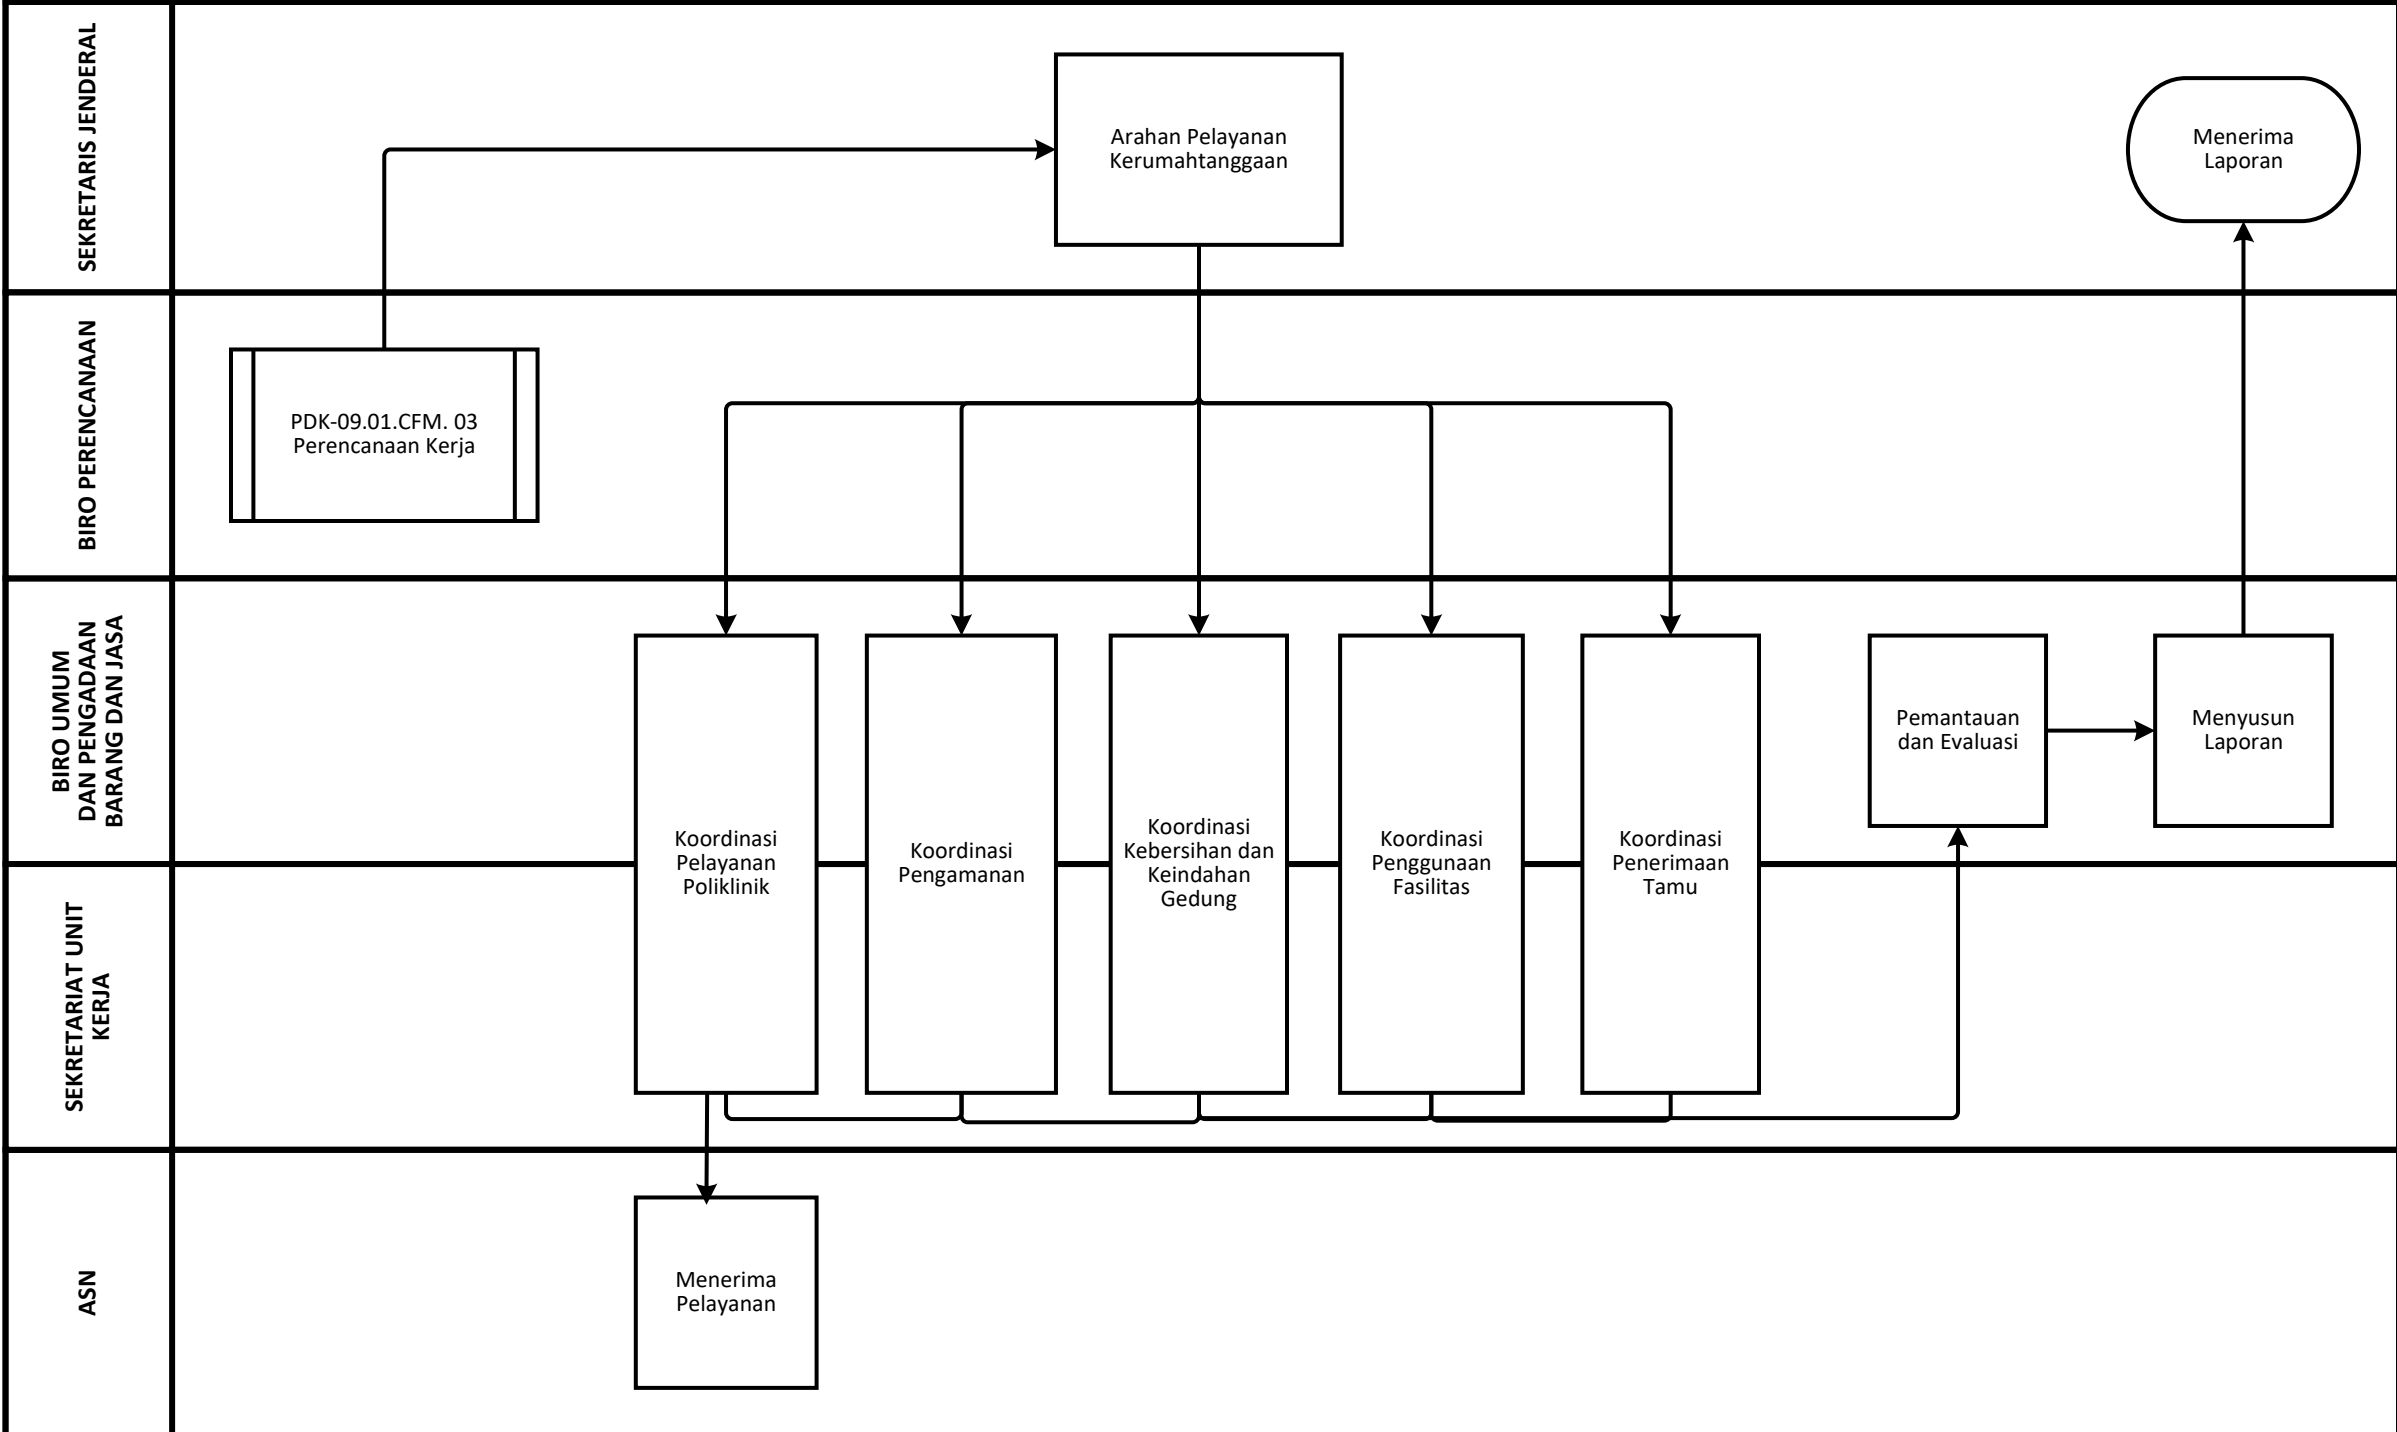 SEKRETARIS JENDERAL
Arahan Pelayanan
Kerumahtanggaan
Menerima
Laporan
BIRO PERENCANAAN
PDK-09.01.CFM. 03
Perencanaan Kerja
BIRO UMUM
DAN PENGADAAN
BARANG DAN JASA
Koordinasi
Pelayanan
Poliklinik
Koordinasi
Pengamanan
Koordinasi
Kebersihan dan
Keindahan
Gedung
Koordinasi
Penggunaan
Fasilitas
Koordinasi
Penerimaan
Tamu
Pemantauan
dan Evaluasi
Menyusun
Laporan
SEKRETARIAT UNIT
KERJA
ASN
Menerima
Pelayanan